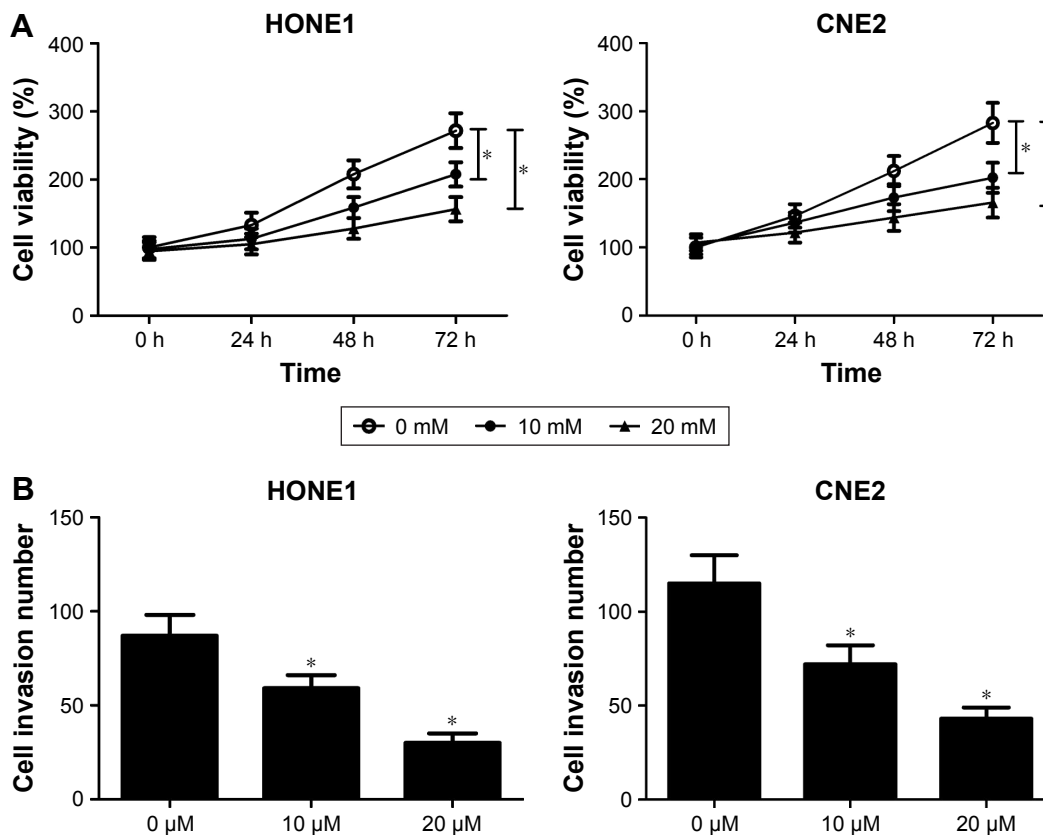 A
HONE1
CNE2
Cell viability (%)
400
300
200
100
0
0 h 24 h 48 h 72 h
Time
*
*
Cell viability (%)
400
300
200
100
0
0 h 24 h 48 h 72 h
Time
*
0 mM 10 mM 20 mM
B
HONE1
CNE2
Cell invasion number
150
100
50
0
*
*
0 µM 10 µM 20 µM
Cell invasion number
150
100
50
0
*
*
0 µM 10 µM 20 µM